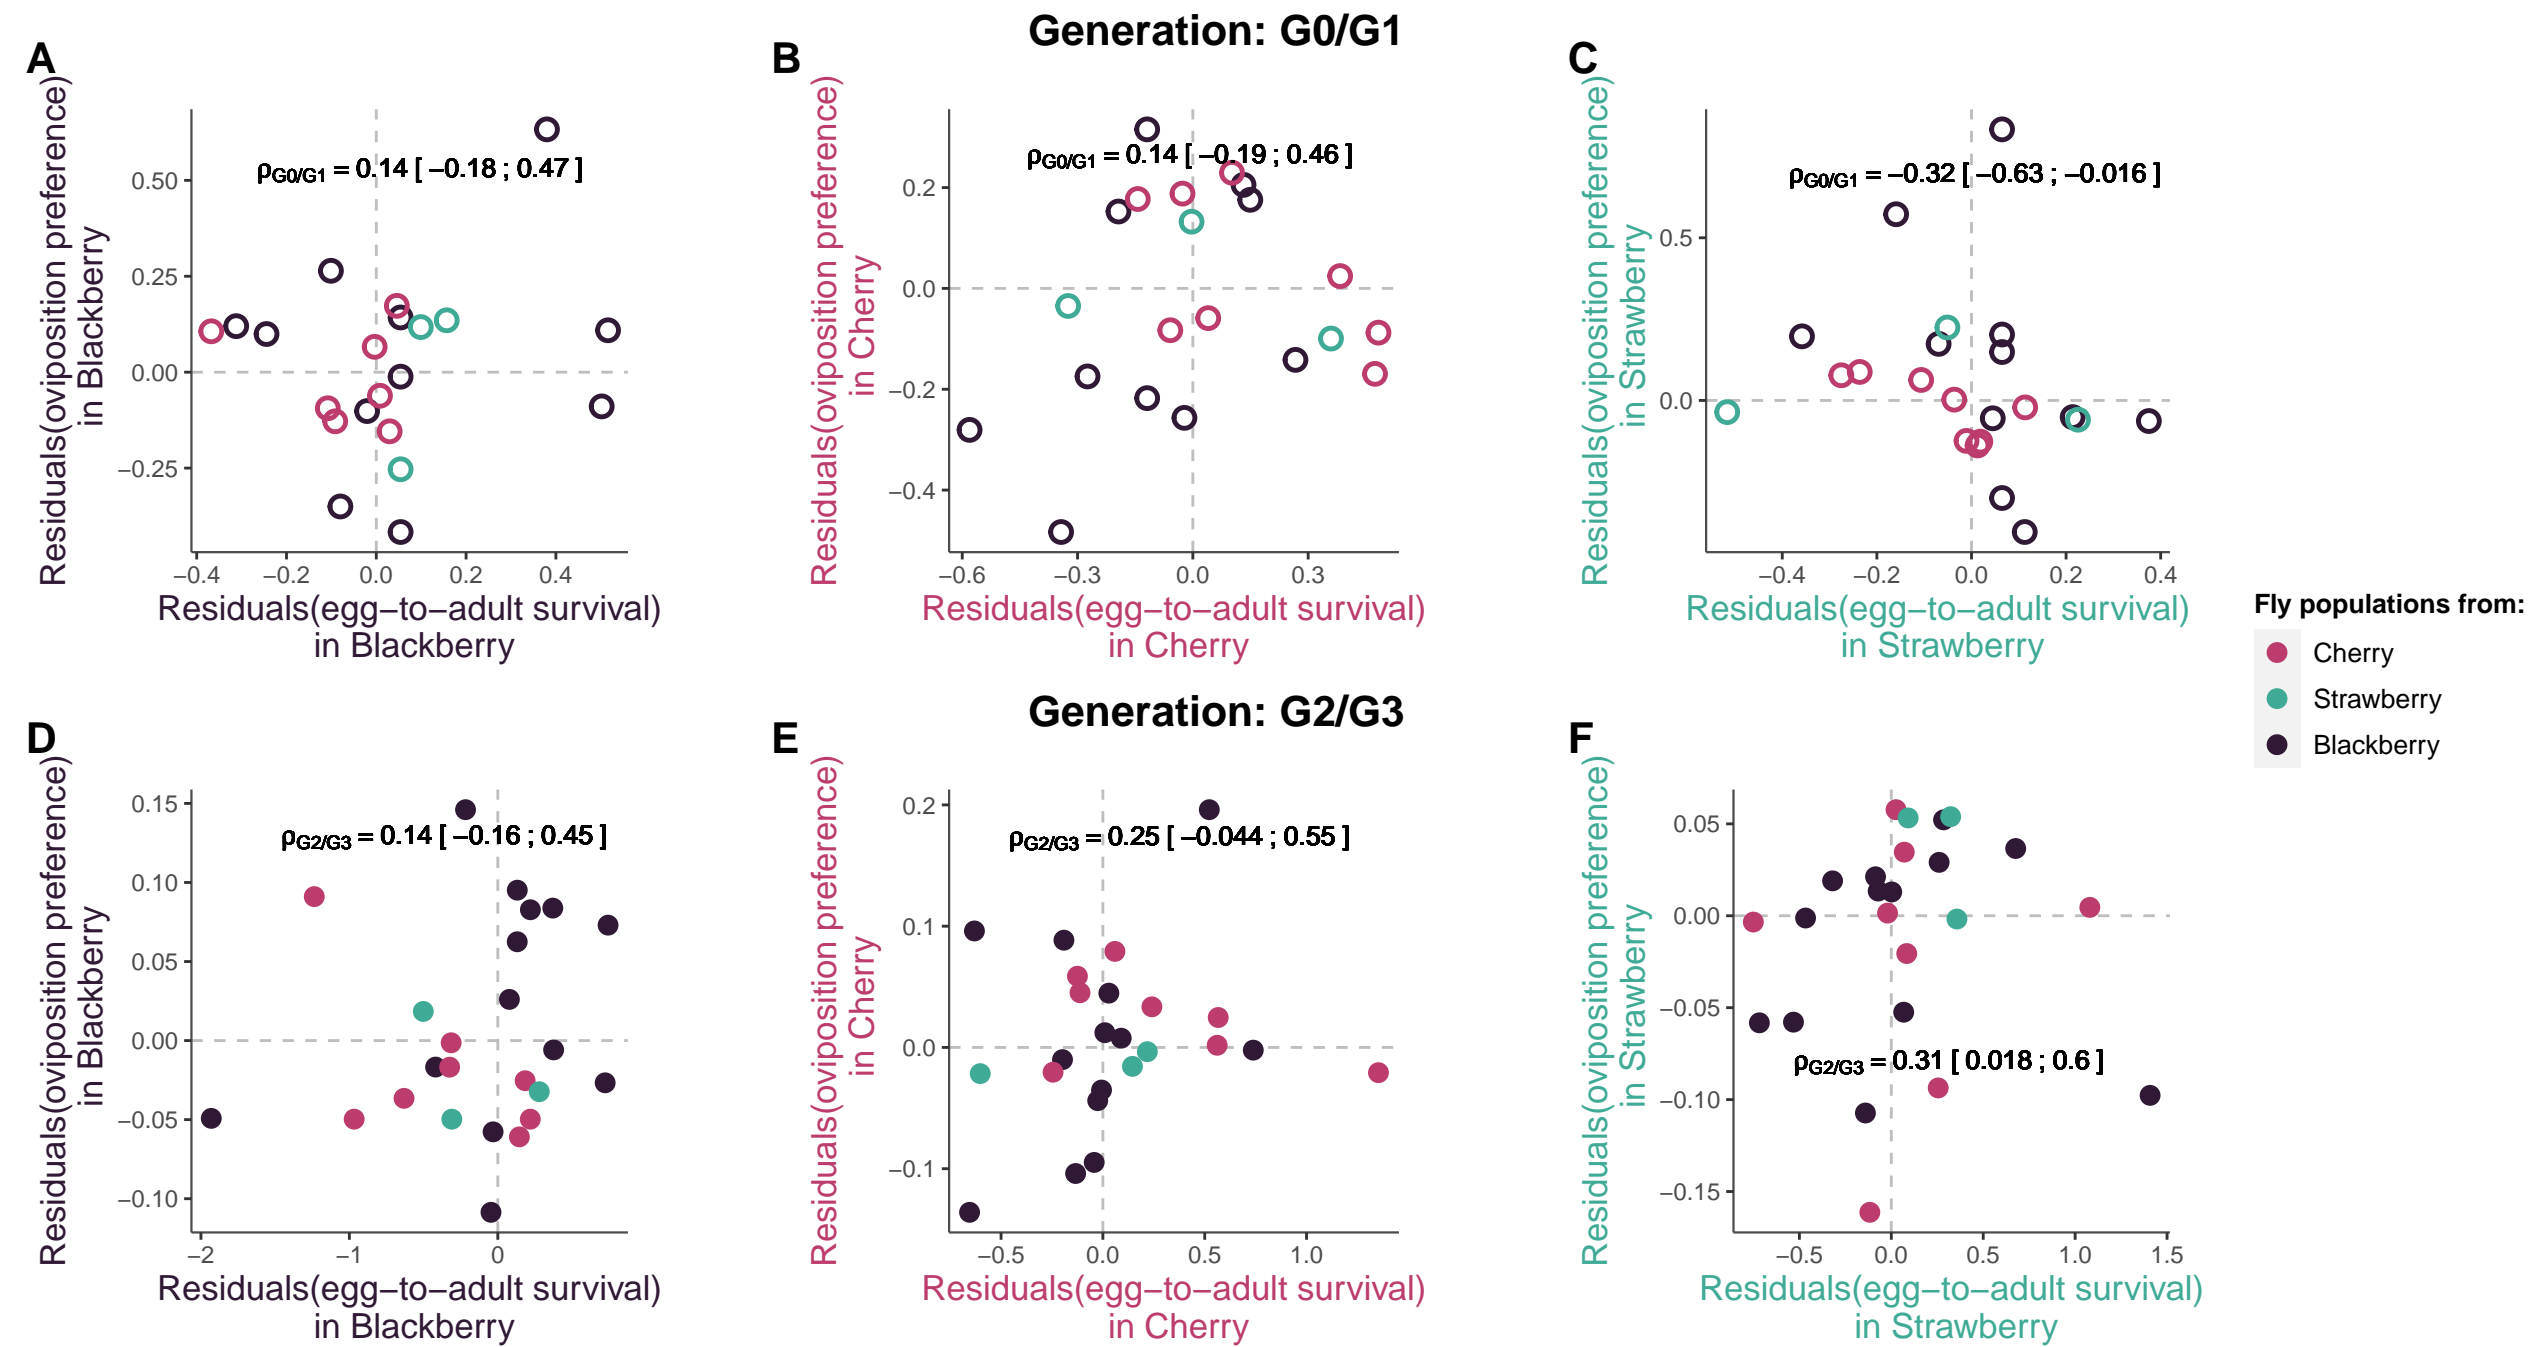 Generation: G0/G1
A
Residuals(oviposition preference)
in Blackberry
ρG0/G1 = 0.14 [ −0.18 ; 0.47 ]
0.50
0.25
0.00
−0.25
−0.4
−0.2
0.0
0.2
0.4
Residuals(egg−to−adult survival)
in Blackberry
B
Residuals(oviposition preference)
in Cherry
ρG0/G1 = 0.14 [ −0.19 ; 0.46 ]
0.2
0.0
−0.2
−0.4
−0.6
−0.3
0.0
0.3
Residuals(egg−to−adult survival)
in Cherry
C
Residuals(oviposition preference)
in Strawberry
ρG0/G1 = −0.32 [ −0.63 ; −0.016 ]
0.5
0.0
−0.4
−0.2
0.0
0.2
0.4
Residuals(egg−to−adult survival)
in Strawberry
Fly populations from:
Cherry
Strawberry
Blackberry
Generation: G2/G3
D
Residuals(oviposition preference)
in Blackberry
ρG2/G3 = 0.14 [ −0.16 ; 0.45 ]
0.15
0.10
0.05
0.00
−0.05
−0.10
−2
−1
0
Residuals(egg−to−adult survival)
in Blackberry
E
Residuals(oviposition preference)
in Cherry
ρG2/G3 = 0.25 [ −0.044 ; 0.55 ]
0.2
0.1
0.0
−0.1
−0.5
0.0
0.5
1.0
Residuals(egg−to−adult survival)
in Cherry
F
Residuals(oviposition preference)
in Strawberry
ρG2/G3 = 0.31 [ 0.018 ; 0.6 ]
0.05
0.00
−0.05
−0.10
−0.15
−0.5
0.0
0.5
1.0
1.5
Residuals(egg−to−adult survival)
in Strawberry